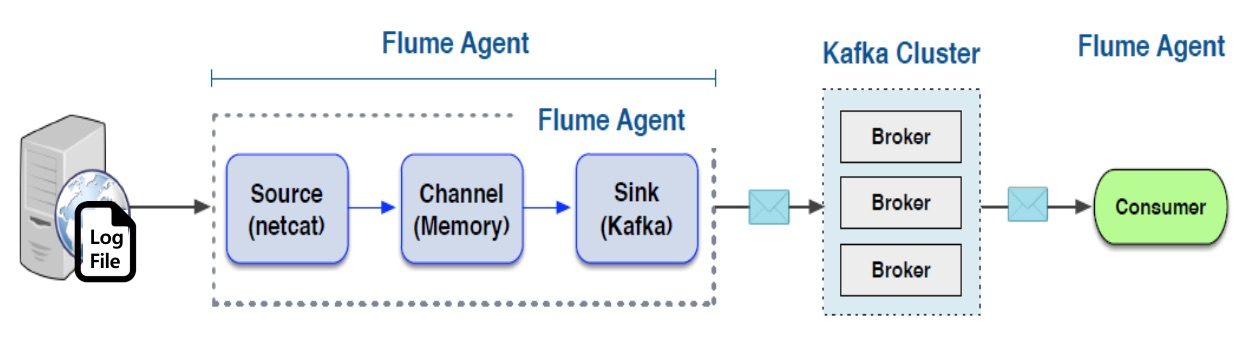 Flume Agent
Kafka Cluster
Flume Agent
Flume Agent
Log
File
Source
(netcat)
Channel
(Memory)
Sink
(Kafka)
Broker
Broker
Broker
Consumer